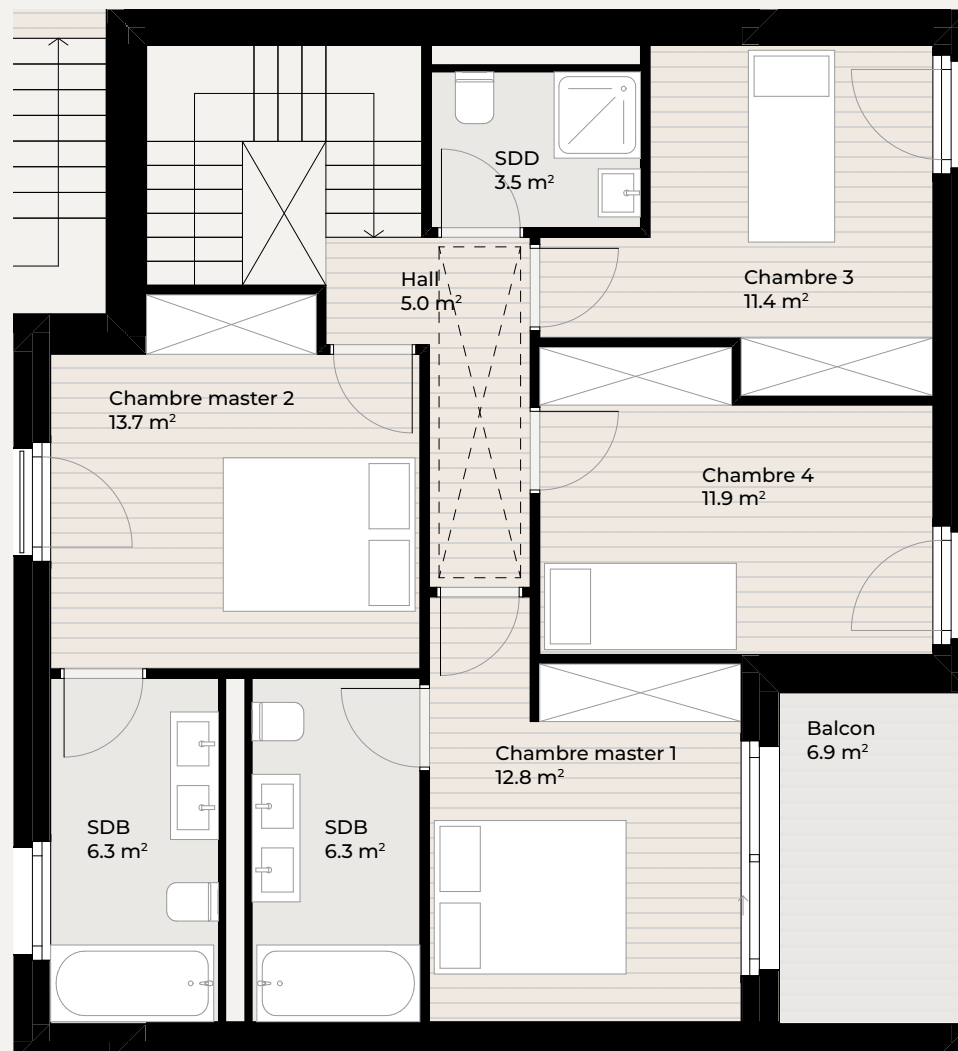 SDD
3.5 m²
Hall
5.0 m²
Chambre 3
11.4 m²
Chambre master 2
13.7 m²
Chambre 4
11.9 m²
Balcon
6.9 m²
Chambre master 1
12.8 m²
SDB
6.3 m²
SDB
6.3 m²